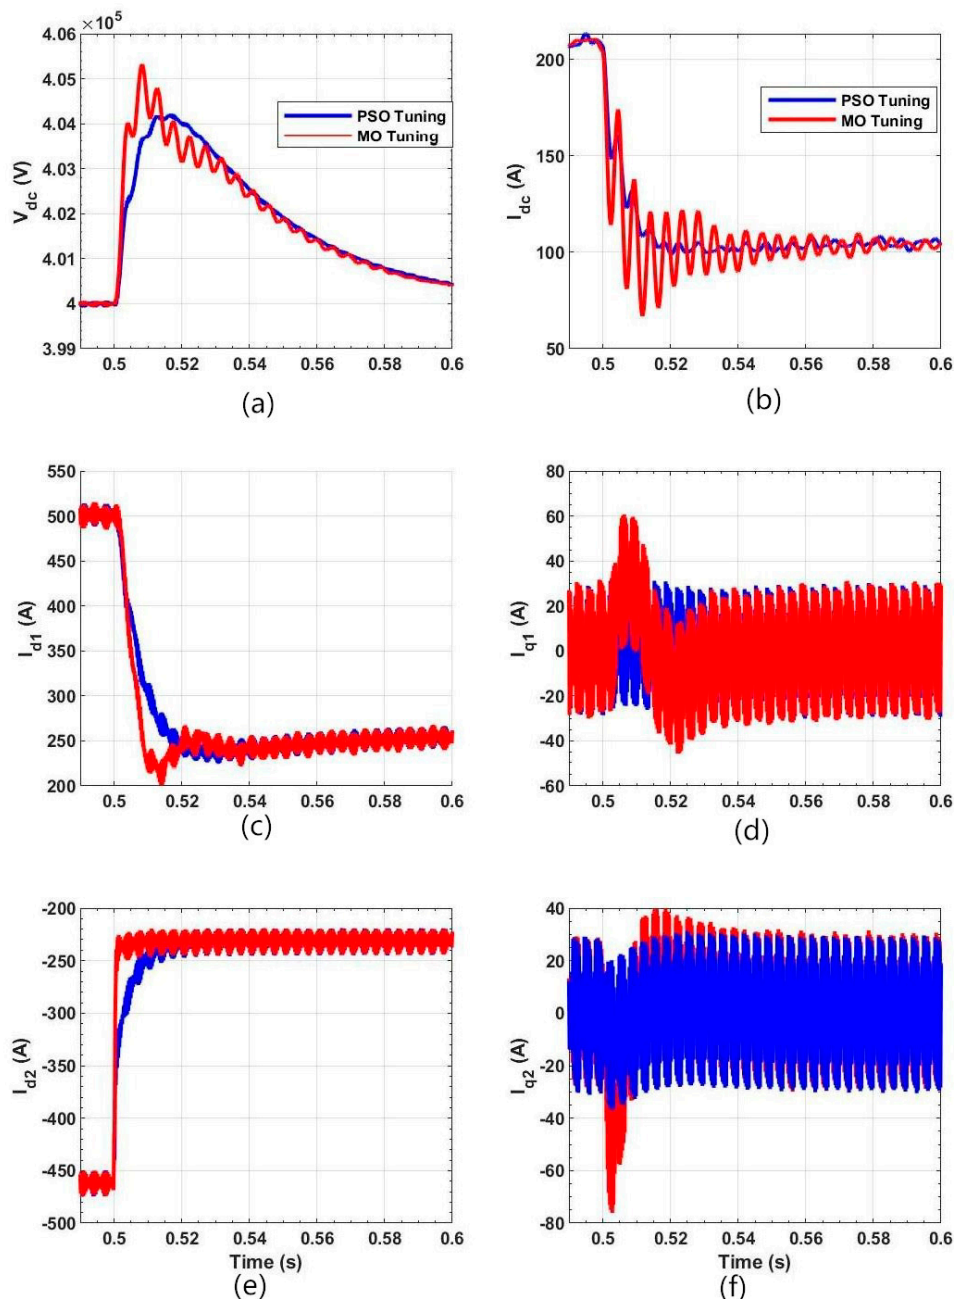 ×10⁵
4.06
4.05
4.04
4.03
4.02
4.01
4
3.99
V_dc (V)
PSO Tuning
MO Tuning
0.5 0.52 0.54 0.56 0.58 0.6
(a)
200
150
100
50
I_dc (A)
PSO Tuning
MO Tuning
0.5 0.52 0.54 0.56 0.58 0.6
(b)
550
500
450
400
350
300
250
200
I_d1 (A)
0.5 0.52 0.54 0.56 0.58 0.6
(c)
80
60
40
20
0
-20
-40
-60
I_q1 (A)
0.5 0.52 0.54 0.56 0.58 0.6
(d)
-200
-250
-300
-350
-400
-450
-500
I_d2 (A)
0.5 0.52 0.54 0.56 0.58 0.6
Time (s)
(e)
40
20
0
-20
-40
-60
-80
I_q2 (A)
0.5 0.52 0.54 0.56 0.58 0.6
Time (s)
(f)